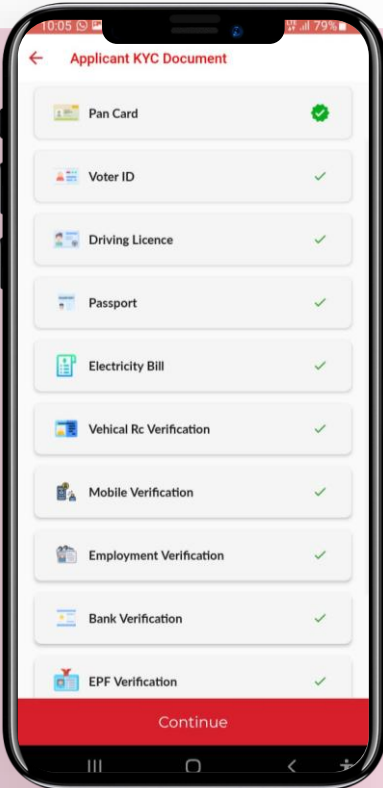 10:05
79%
Applicant KYC Document
Pan Card
Voter ID
Driving Licence
Passport
Electricity Bill
Vehical Rc Verification
Mobile Verification
Employment Verification
Bank Verification
EPF Verification
Continue